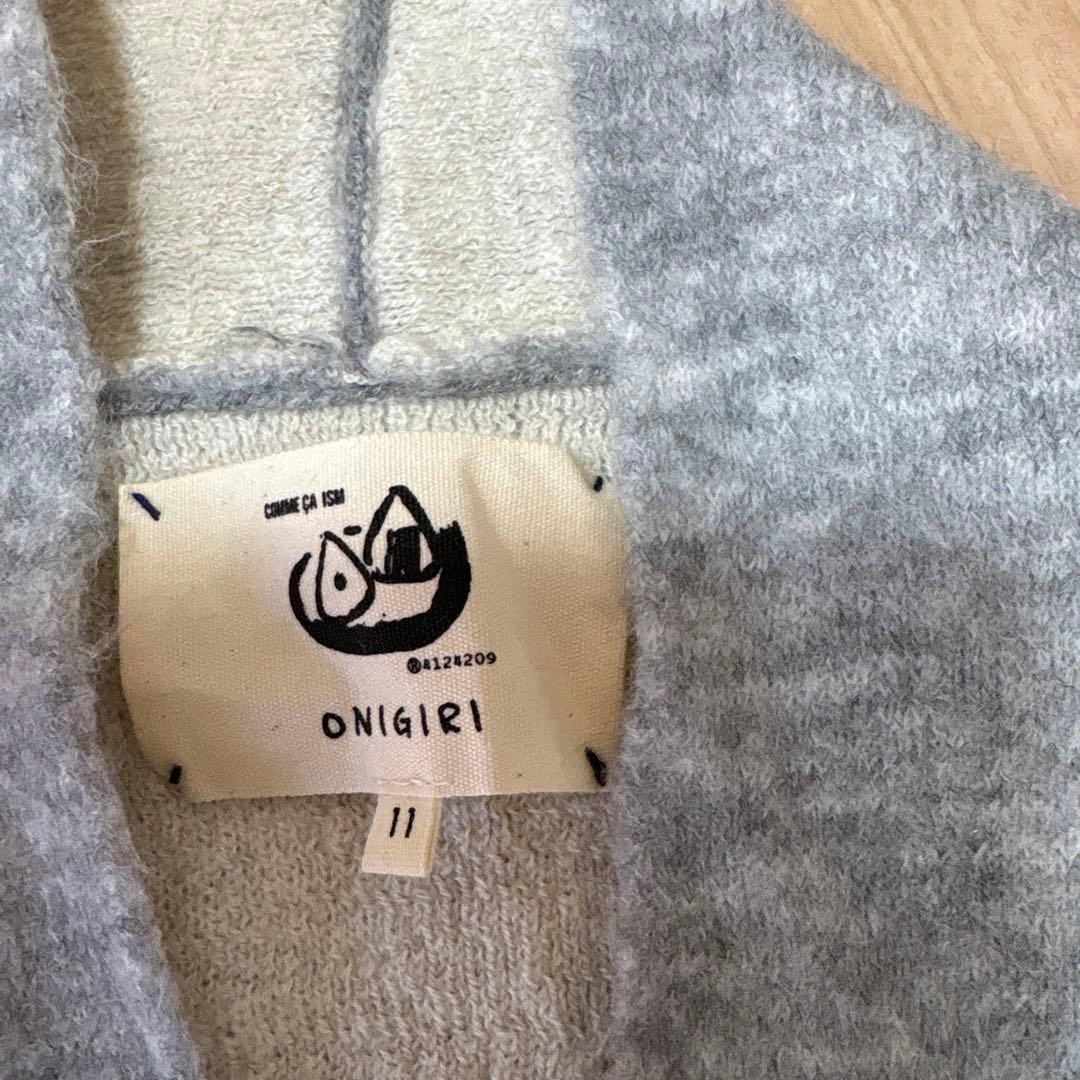 COMME ÇA ISM
®4124209
ONIGIRI
11